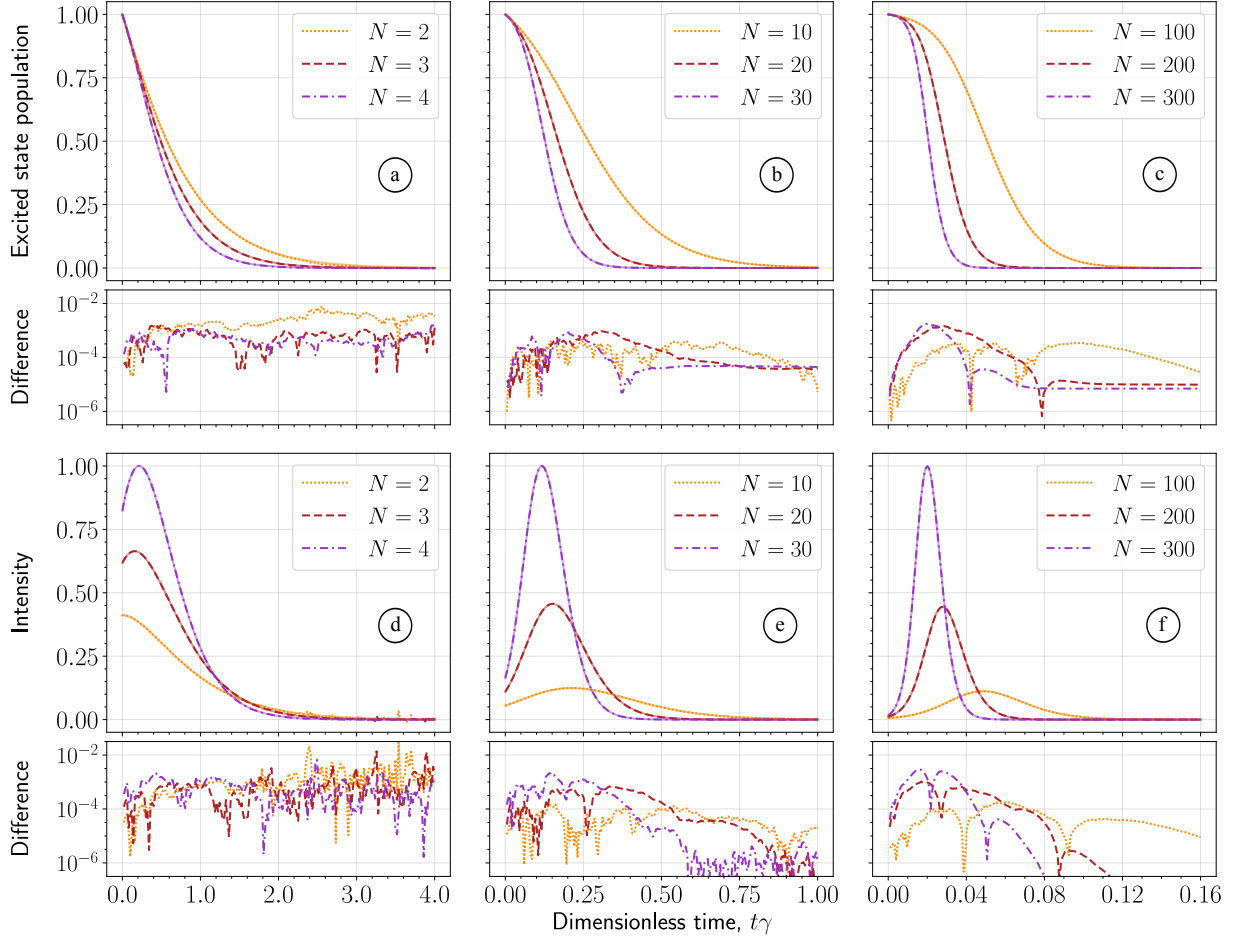 Excited state population
1.00
0.75
0.50
0.25
0.00
N = 2
N = 3
N = 4
a
N = 10
N = 20
N = 30
b
N = 100
N = 200
N = 300
c
Difference
10⁻²
10⁻⁴
10⁻⁶
Intensity
1.00
0.75
0.50
0.25
0.00
N = 2
N = 3
N = 4
d
N = 10
N = 20
N = 30
e
N = 100
N = 200
N = 300
f
Difference
10⁻²
10⁻⁴
10⁻⁶
0.0 1.0 2.0 3.0 4.0
0.00 0.25 0.50 0.75 1.00
0.00 0.04 0.08 0.12 0.16
Dimensionless time, tγ